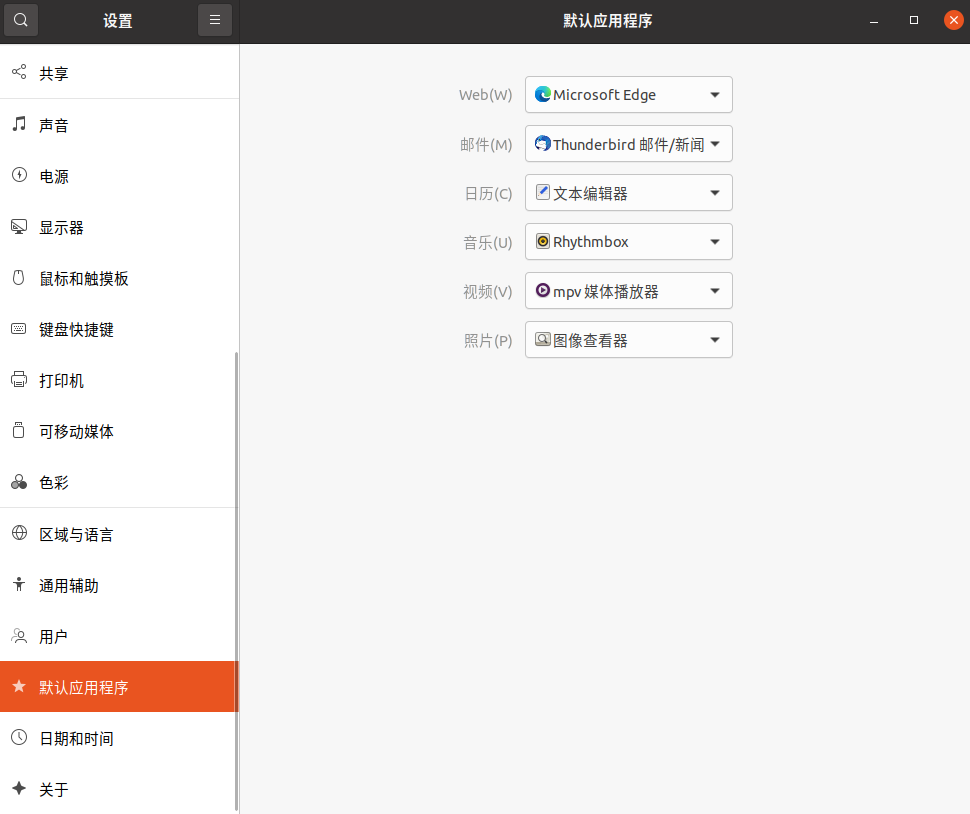 设置
默认应用程序
共享
声音
电源
显示器
鼠标和触摸板
键盘快捷键
打印机
可移动媒体
色彩
区域与语言
通用辅助
用户
默认应用程序
日期和时间
关于
Web(W) Microsoft Edge
邮件(M) Thunderbird 邮件/新闻
日历(C) 文本编辑器
音乐(U) Rhythmbox
视频(V) mpv 媒体播放器
照片(P) 图像查看器